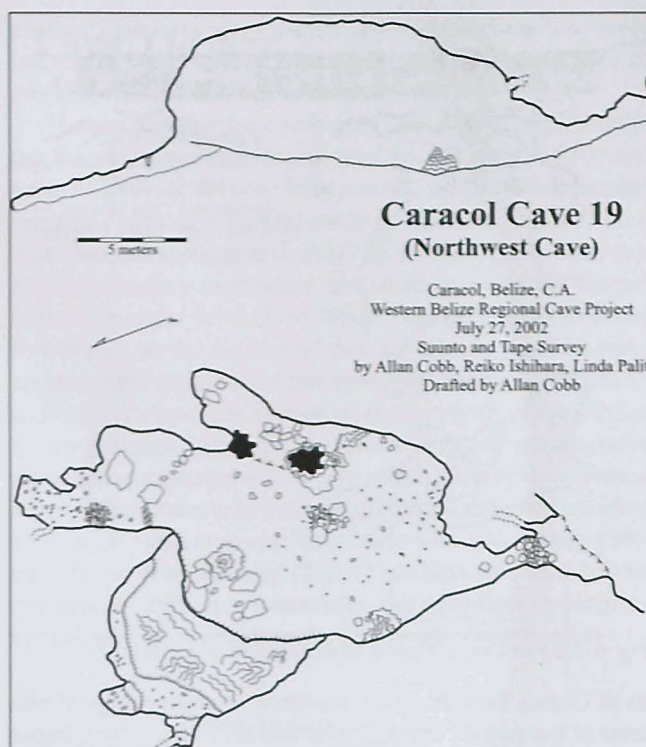 5 meters
Caracol Cave 19
(Northwest Cave)
Caracol, Belize, C.A.
Western Belize Regional Cave Project
July 27, 2002
Suunto and Tape Survey
by Allan Cobb, Reiko Ishihara, Linda Palit
Drafted by Allan Cobb